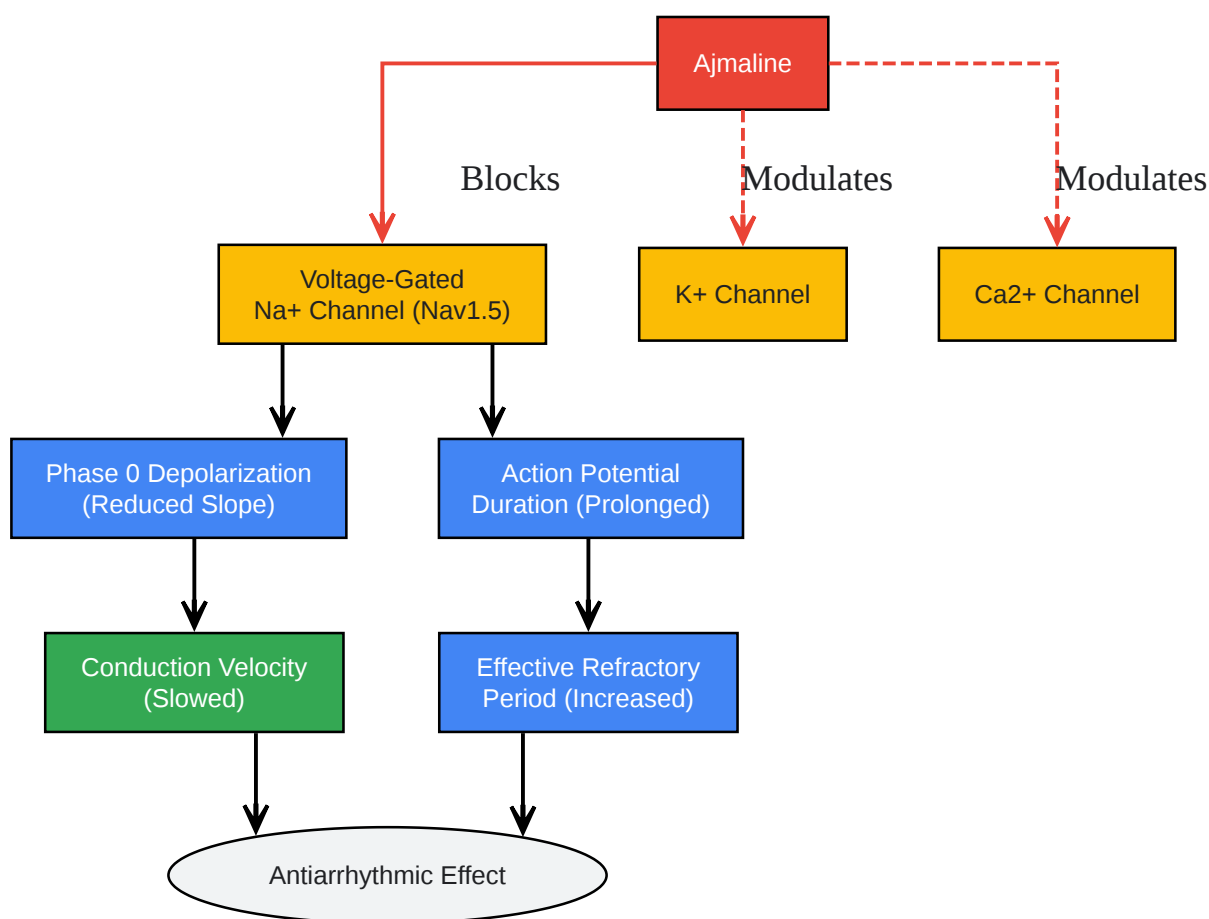 Ajmaline
Blocks
Modulates
Modulates
Voltage-Gated
Na+ Channel (Nav1.5)
K+ Channel
Ca2+ Channel
Phase 0 Depolarization
(Reduced Slope)
Action Potential
Duration (Prolonged)
Conduction Velocity
(Slowed)
Effective Refractory
Period (Increased)
Antiarrhythmic Effect